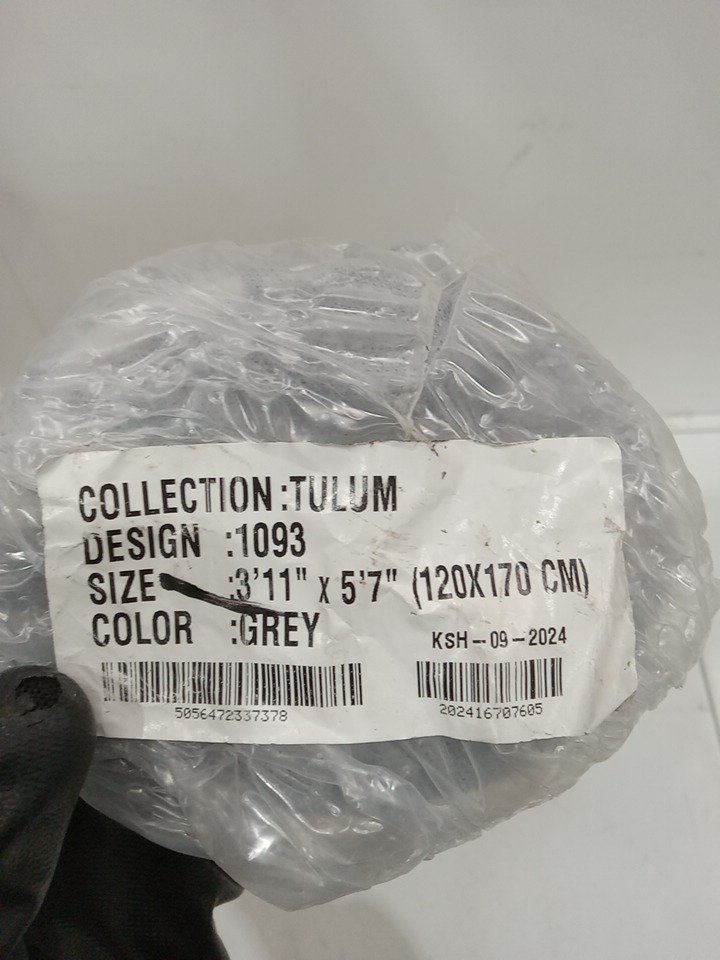 COLLECTION :TULUM
DESIGN :1093
SIZE :3'11" x 5'7" (120X170 CM)
COLOR :GREY
KSH-09-2024
5056472337378
202416707605